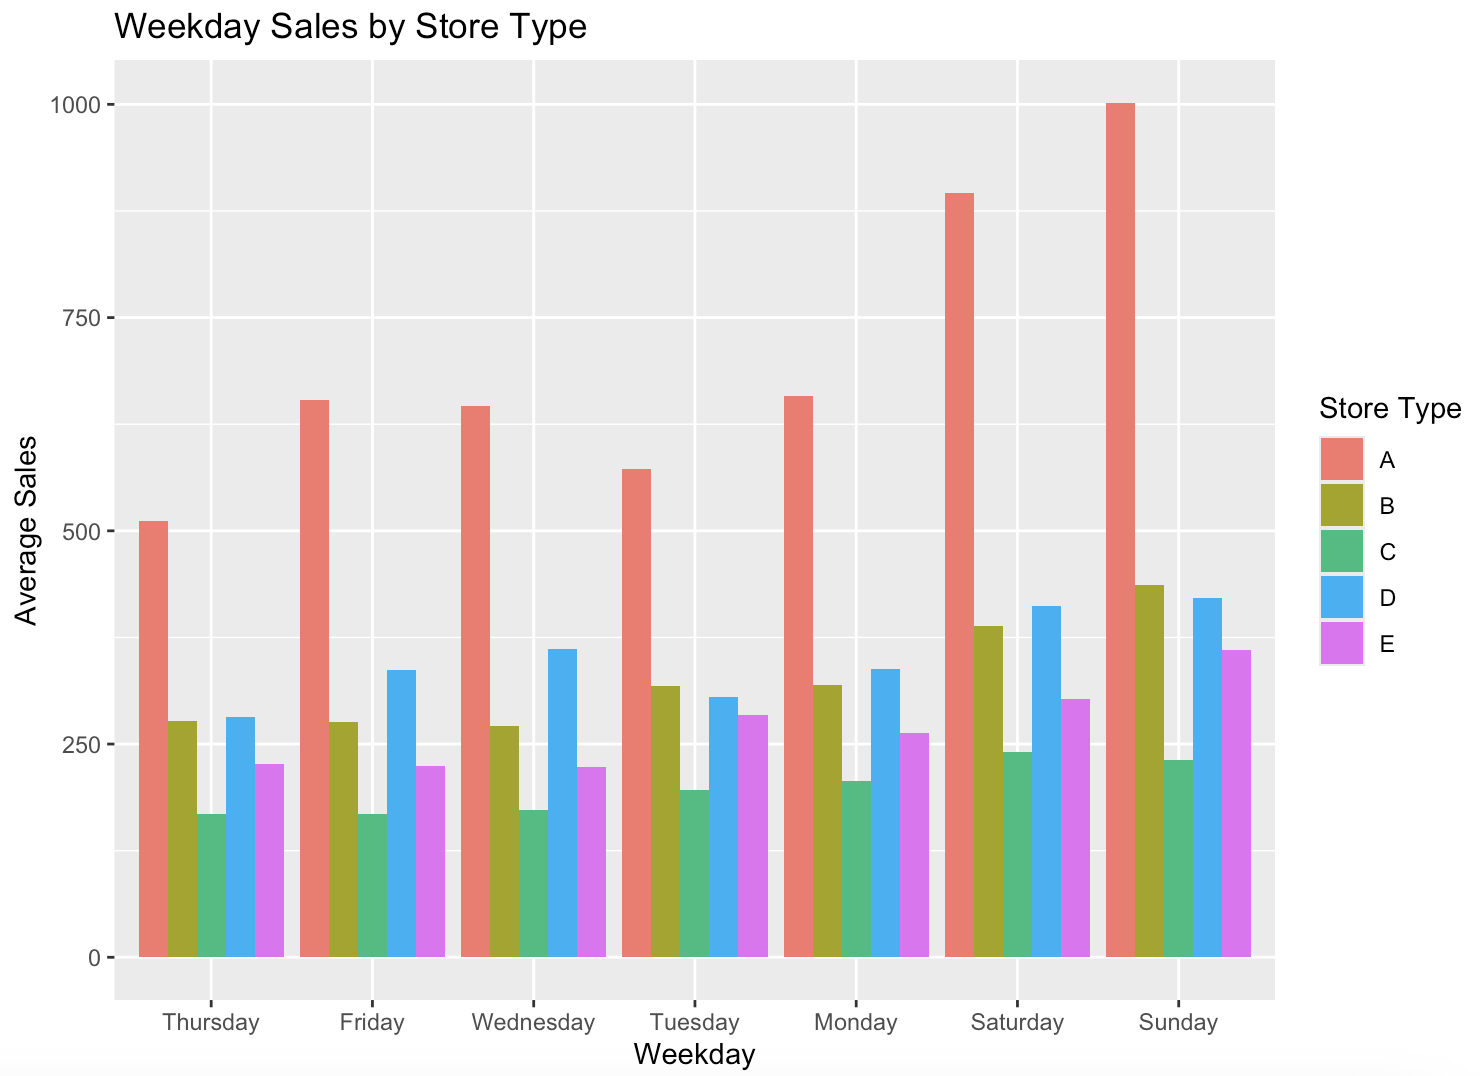 Weekday Sales by Store Type
Average Sales
1000
750
500
250
0
Thursday Friday Wednesday Tuesday Monday Saturday Sunday
Weekday
Store Type
A
B
C
D
E